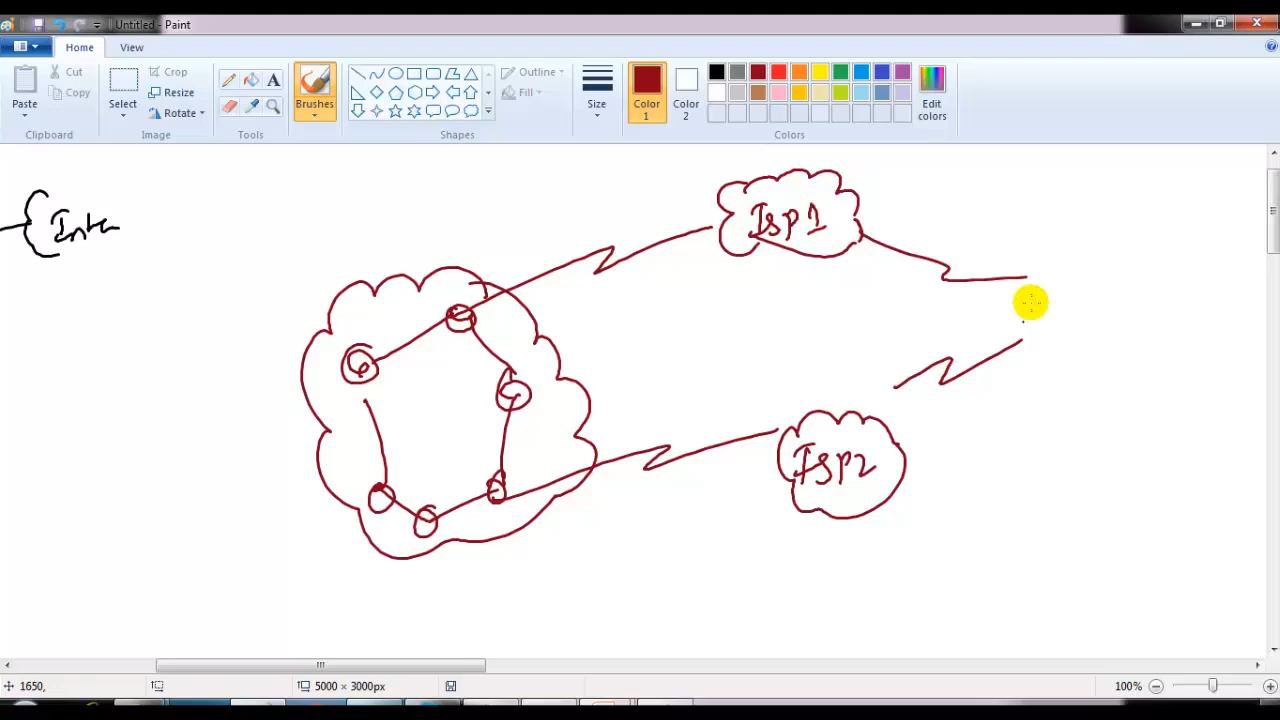 Untitled - Paint
Home
View
Paste
Cut
Copy
Clipboard
Select
Crop
Resize
Rotate
Image
A
Tools
Brushes
Shapes
Outline
Fill
Size
Color
1
Color
2
Edit
colors
Colors
Inte
ISP1
ISP2
1650,
5000 × 3000px
100%